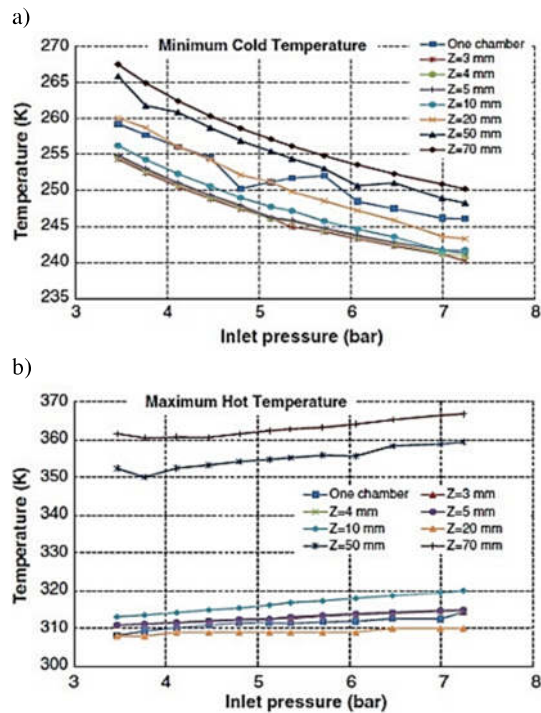 a)
Minimum Cold Temperature
270
265
260
255
250
245
240
235
Temperature (K)
One chamber
Z=3 mm
Z=4 mm
Z=5 mm
Z=10 mm
Z=20 mm
Z=50 mm
Z=70 mm
3 4 5 6 7 8
Inlet pressure (bar)
b)
Maximum Hot Temperature
370
360
350
340
330
320
310
300
Temperature (K)
One chamber Z=3 mm
Z=4 mm Z=5 mm
Z=10 mm Z=20 mm
Z=50 mm Z=70 mm
3 4 5 6 7 8
Inlet pressure (bar)